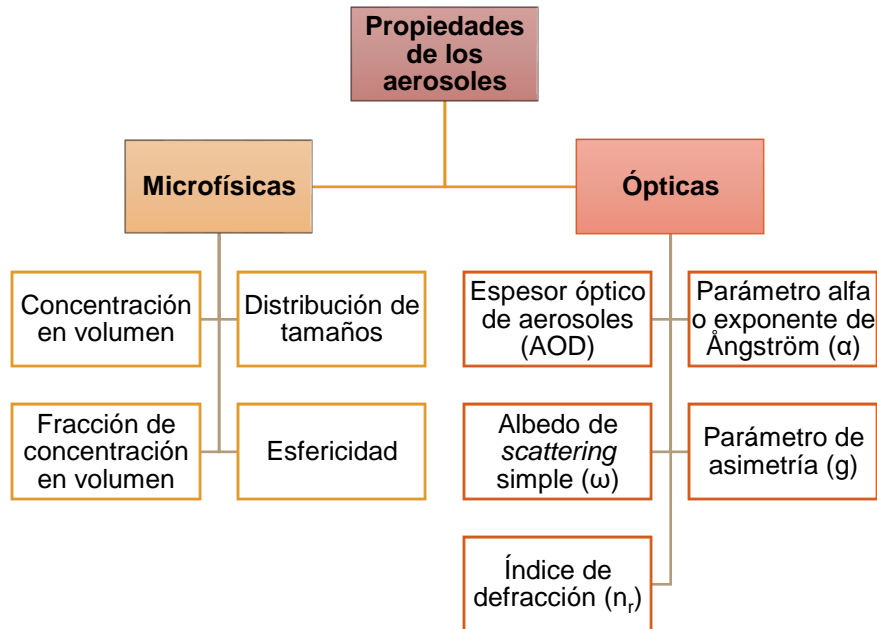 Propiedades
de los
aerosoles
Microfísicas
Ópticas
Concentración
en volumen
Distribución de
tamaños
Fracción de
concentración
en volumen
Esfericidad
Espesor óptico
de aerosoles
(AOD)
Parámetro alfa
o exponente de
Ångström (α)
Albedo de
scattering
simple (ω)
Parámetro de
asimetría (g)
Índice de
defracción (nr)